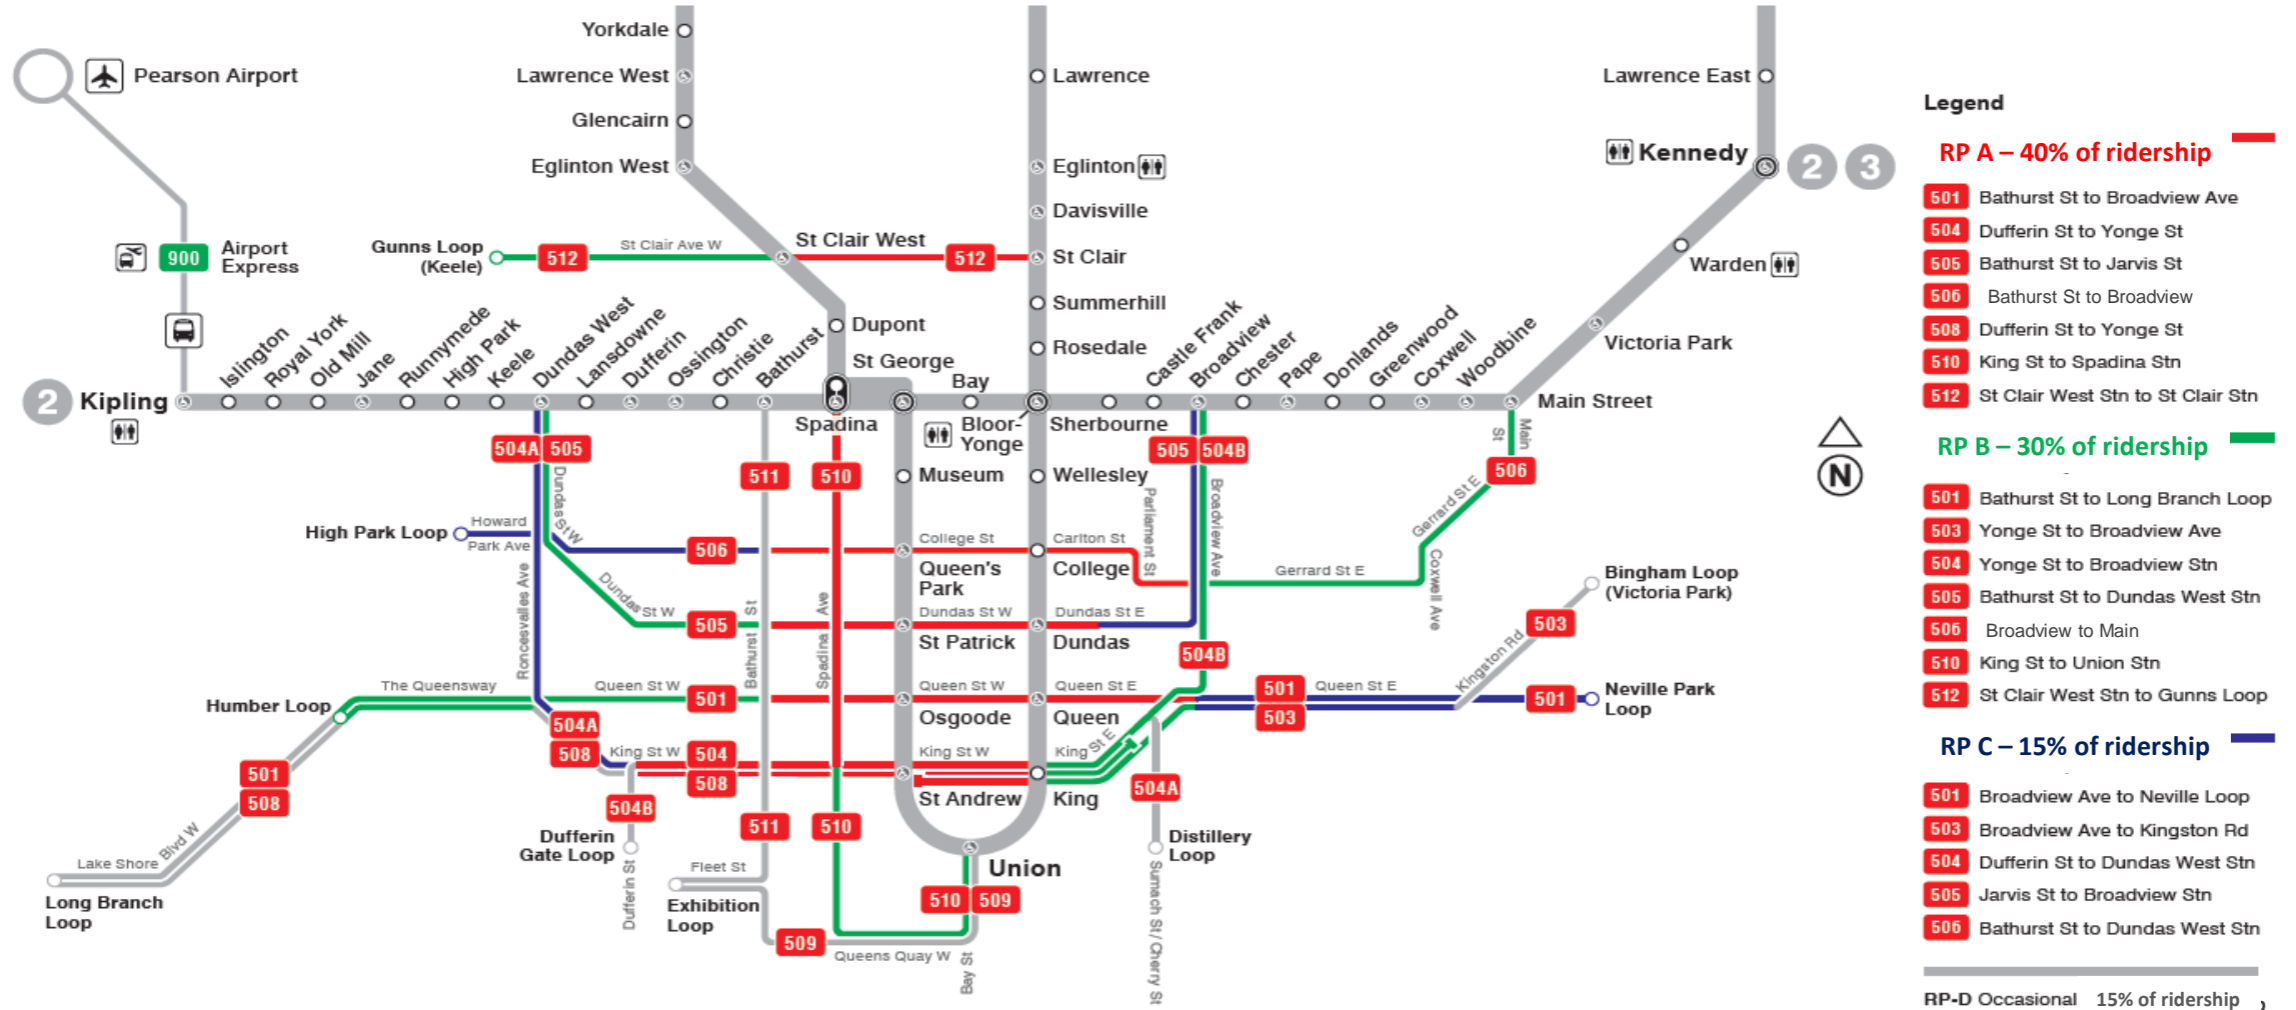 Yorkdale
Lawrence West
Glencairn
Eglinton West
Pearson Airport
900
Airport
Express
Gunns Loop
(Keele)
512
St Clair Ave W
St Clair West
512
Lawrence
Eglinton
Davisville
St Clair
Summerhill
Rosedale
Dupont
St George
Lawrence East
Kennedy
2
3
Warden
Victoria Park
2
Kipling
Islington
Royal York
Old Mill
Jane
Runnymede
High Park
Keele
Dundas West
Lansdowne
Dufferin
Ossington
Christie
Bathurst
Spadina
Bay
Bloor-
Yonge
Sherbourne
Castle Frank
Broadview
Chester
Pape
Donlands
Greenwood
Coxwell
Woodbine
Main Street
504A
505
511
510
Museum
Wellesley
505
504B
Main
St
506
Dundas St W
High Park Loop
Howard
Park Ave
506
College St
Carlton St
Queen's
Park
College
Parliament St
Broadview Ave
Gerrard St E
Gerrard St E
Coxwell Ave
Bingham Loop
(Victoria Park)
503
Kingston Rd
Roncesvalles Ave
Dundas St W
505
Bathurst St
Spadina Ave
Dundas St W
Dundas St E
St Patrick
Dundas
504B
Humber Loop
The Queensway
Queen St W
501
Queen St W
Queen St E
Osgoode
Queen
501
Queen St E
503
501
Neville Park
Loop
504A
508
King St W
504
508
King St W
King St E
St Andrew
King
504A
Distillery
Loop
Sumach St / Cherry St
501
508
504B
Dufferin
Gate Loop
Dufferin St
511
510
Lake Shore Blvd W
Long Branch
Loop
Fleet St
Exhibition
Loop
Union
510
509
509
Queens Quay W
Bay St
N
Legend
RP A – 40% of ridership
501 Bathurst St to Broadview Ave
504 Dufferin St to Yonge St
505 Bathurst St to Jarvis St
506 Bathurst St to Broadview
508 Dufferin St to Yonge St
510 King St to Spadina Stn
512 St Clair West Stn to St Clair Stn
RP B – 30% of ridership
501 Bathurst St to Long Branch Loop
503 Yonge St to Broadview Ave
504 Yonge St to Broadview Stn
505 Bathurst St to Dundas West Stn
506 Broadview to Main
510 King St to Union Stn
512 St Clair West Stn to Gunns Loop
RP C – 15% of ridership
501 Broadview Ave to Neville Loop
503 Broadview Ave to Kingston Rd
504 Dufferin St to Dundas West Stn
505 Jarvis St to Broadview Stn
506 Bathurst St to Dundas West Stn
RP-D Occasional 15% of ridership